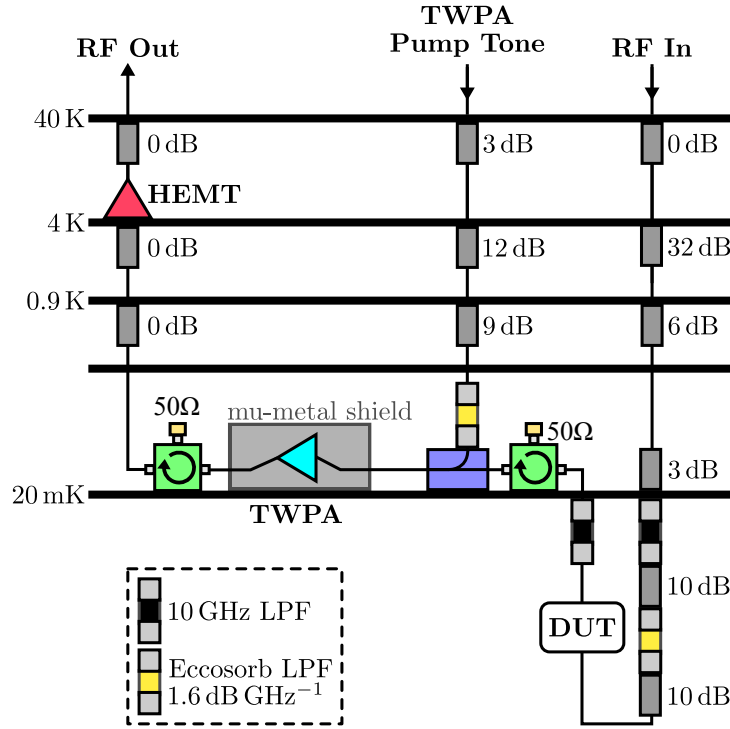 TWPA
RF Out
Pump Tone
RF In
40 K
0 dB
3 dB
0 dB
HEMT
4 K
0 dB
12 dB
32 dB
0.9 K
0 dB
9 dB
6 dB
50Ω
mu-metal shield
50Ω
3 dB
20 mK
TWPA
10 GHz LPF
10 dB
DUT
Eccosorb LPF
1.6 dB GHz⁻¹
10 dB